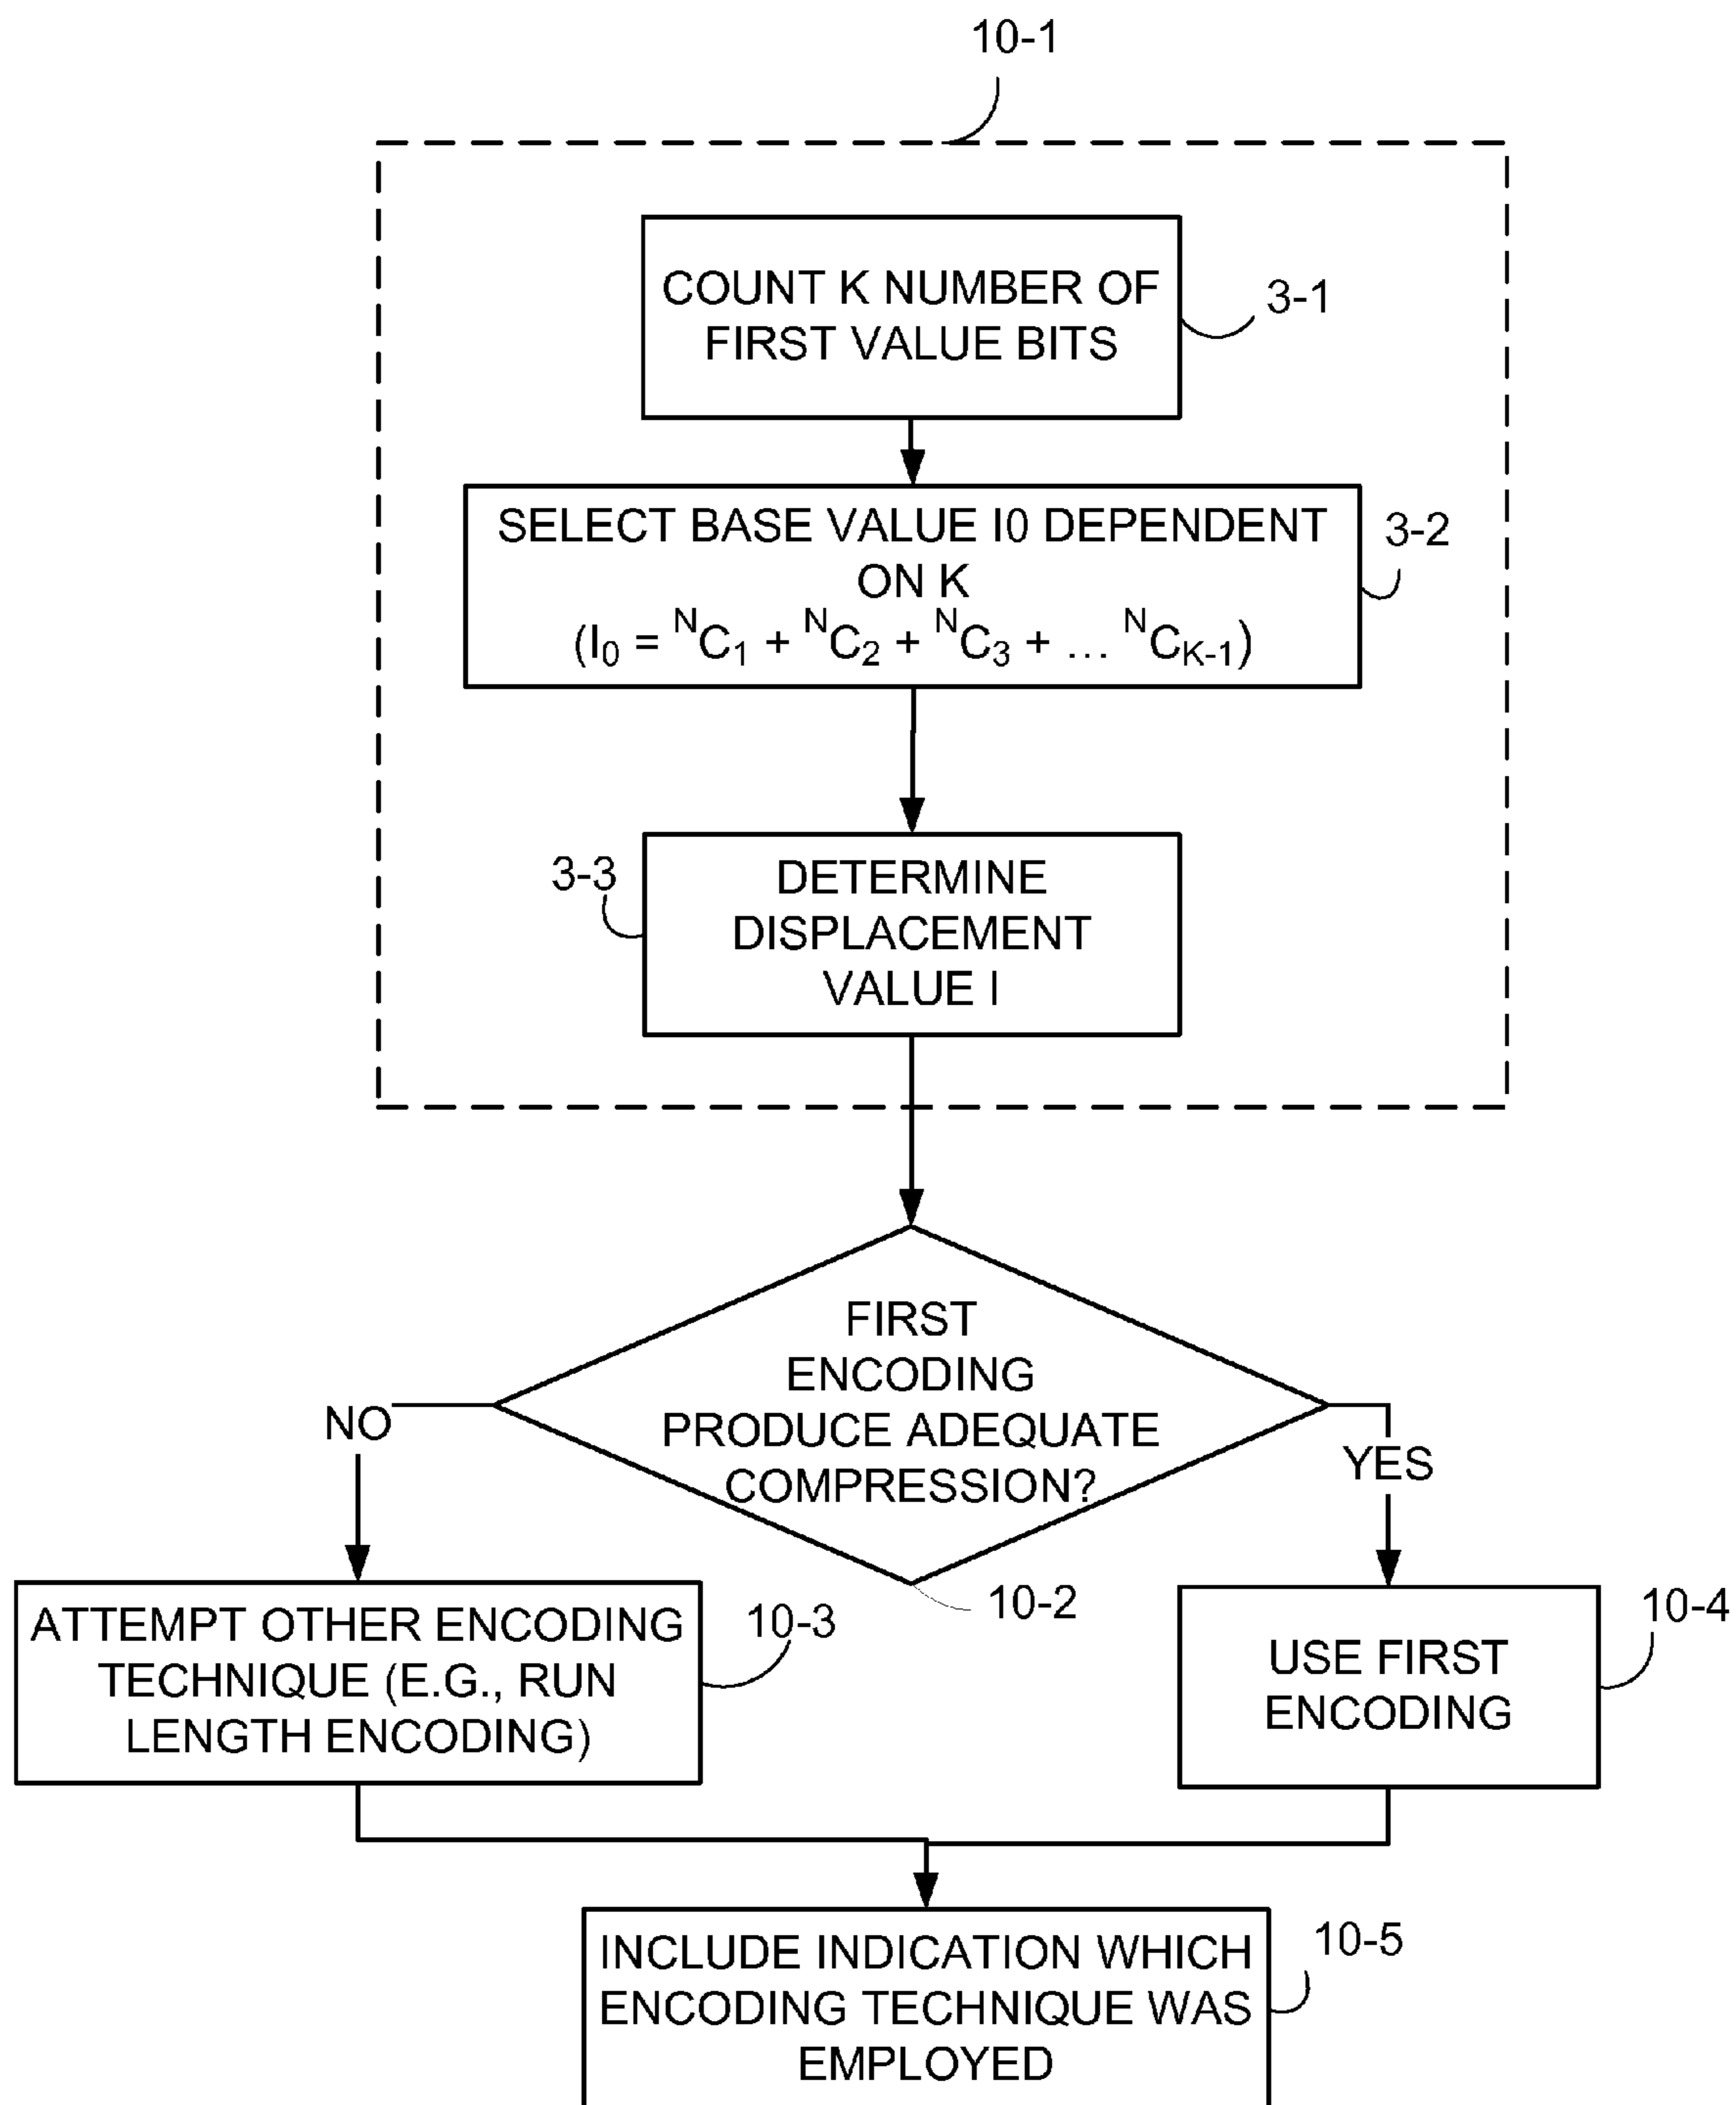 10-1
COUNT K NUMBER OF
FIRST VALUE BITS
3-1
SELECT BASE VALUE I0 DEPENDENT
ON K
(I₀ = ᴺC₁ + ᴺC₂ + ᴺC₃ + ... ᴺC_{K-1})
3-2
3-3
DETERMINE
DISPLACEMENT
VALUE I
FIRST
ENCODING
PRODUCE ADEQUATE
COMPRESSION?
NO
YES
10-2
ATTEMPT OTHER ENCODING
TECHNIQUE (E.G., RUN
LENGTH ENCODING)
10-3
USE FIRST
ENCODING
10-4
INCLUDE INDICATION WHICH
ENCODING TECHNIQUE WAS
EMPLOYED
10-5